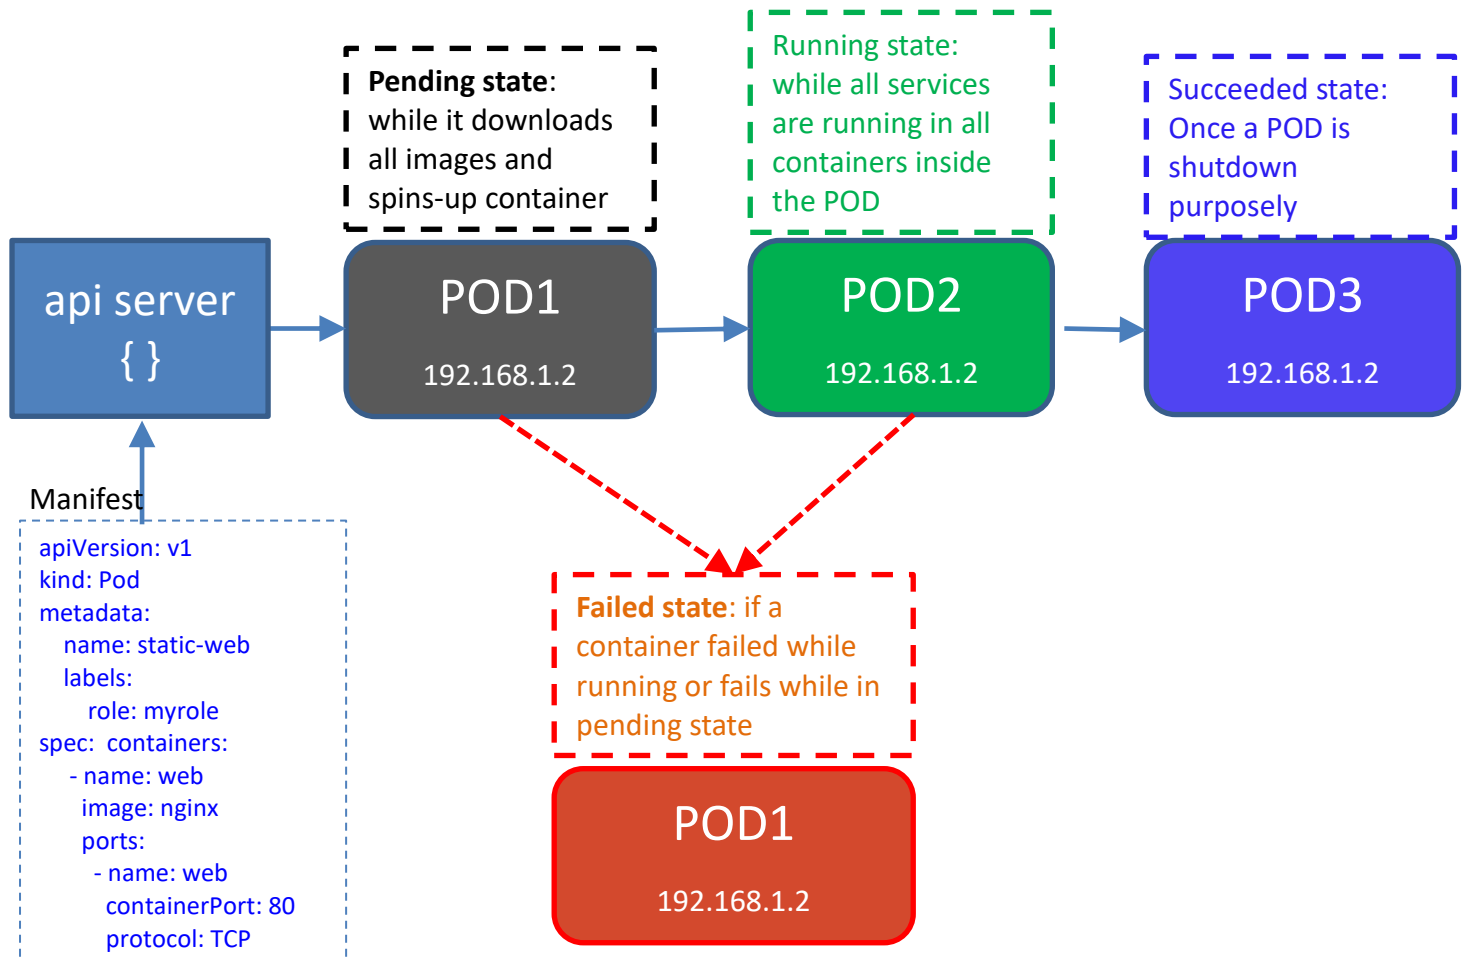 Pending state:
while it downloads
all images and
spins-up container
Running state:
while all services
are running in all
containers inside
the POD
Succeeded state:
Once a POD is
shutdown
purposely
api server
{ }
POD1
192.168.1.2
POD2
192.168.1.2
POD3
192.168.1.2
Manifest
apiVersion: v1
kind: Pod
metadata:
name: static-web
labels:
role: myrole
spec:  containers:
- name: web
image: nginx
ports:
- name: web
containerPort: 80
protocol: TCP
Failed state: if a
container failed while
running or fails while in
pending state
POD1
192.168.1.2